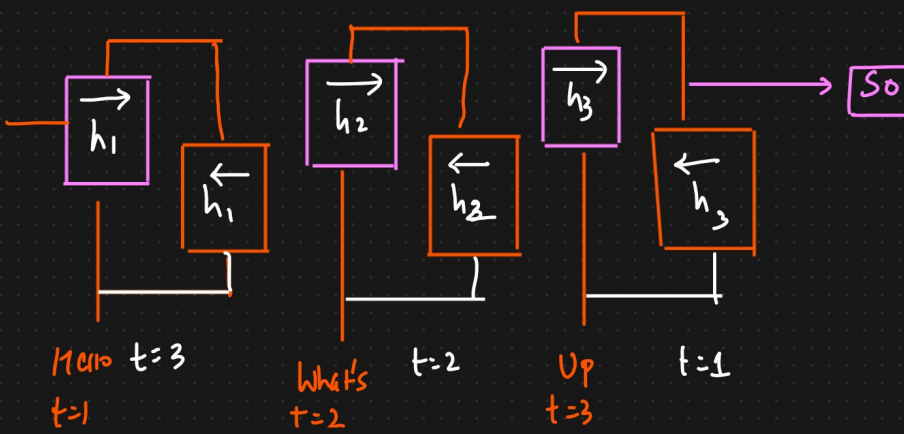 h1
h1
h2
h2
h3
h3
So
Hello t=3
t=1
What's t=2
t=2
Up t=1
t=3